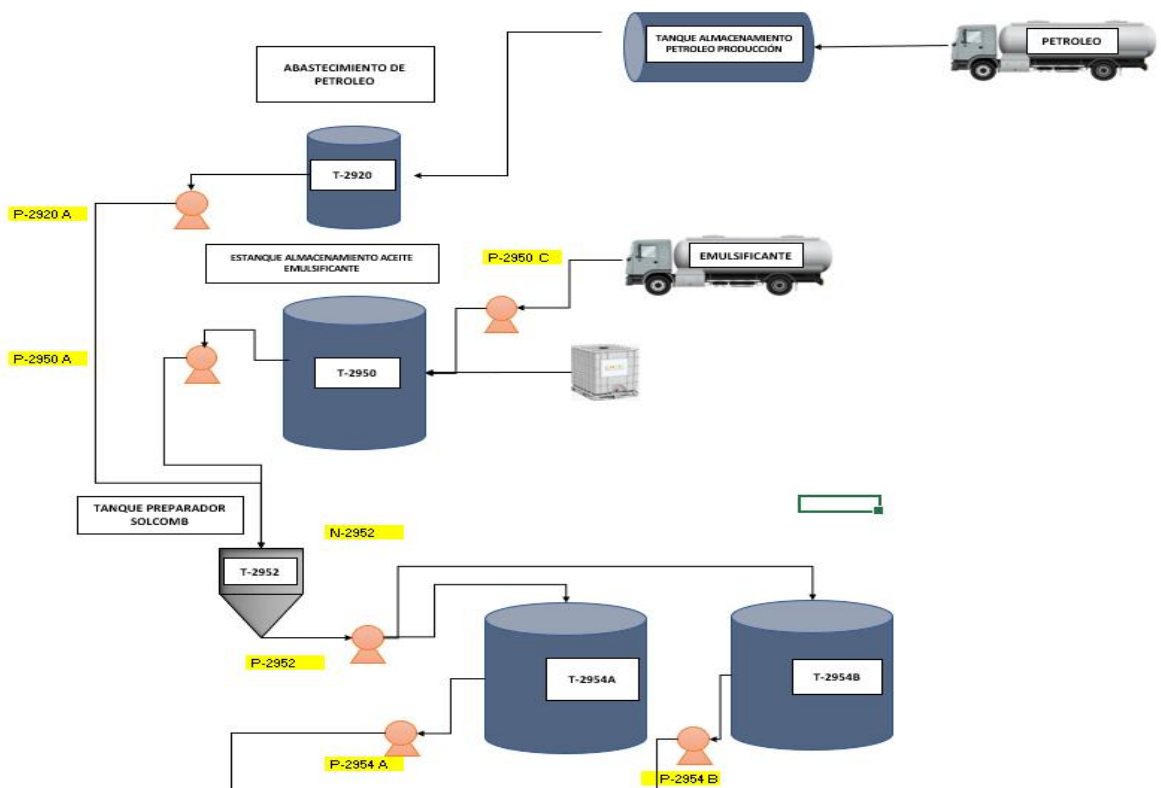 TANQUE ALMACENAMIENTO
PETROLEO PRODUCCIÓN
PETROLEO
ABASTECIMIENTO DE
PETROLEO
T-2920
P-2920 A
ESTANQUE ALMACENAMIENTO ACEITE
EMULSIFICANTE
P-2950 C
EMULSIFICANTE
P-2950 A
T-2950
TANQUE PREPARADOR
SOLCOMB
N-2952
T-2952
P-2952
T-2954A
T-2954B
P-2954 A
P-2954 B